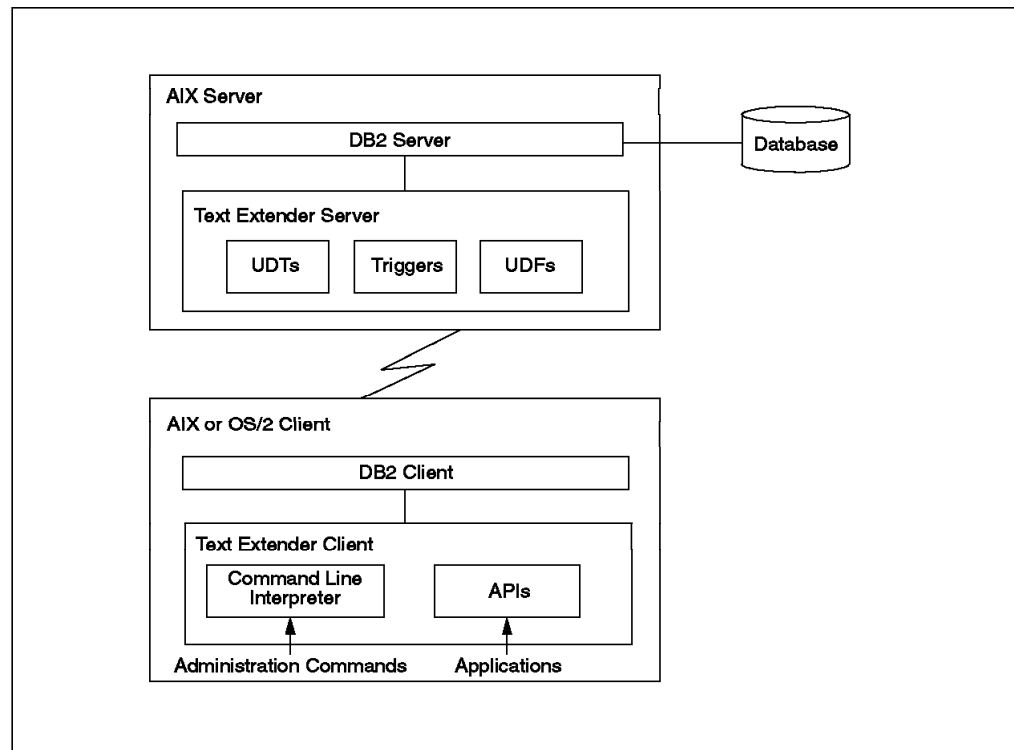 AIX Server
DB2 Server
Database
Text Extender Server
UDTs
Triggers
UDFs
AIX or OS/2 Client
DB2 Client
Text Extender Client
Command Line
Interpreter
APIs
Administration Commands
Applications